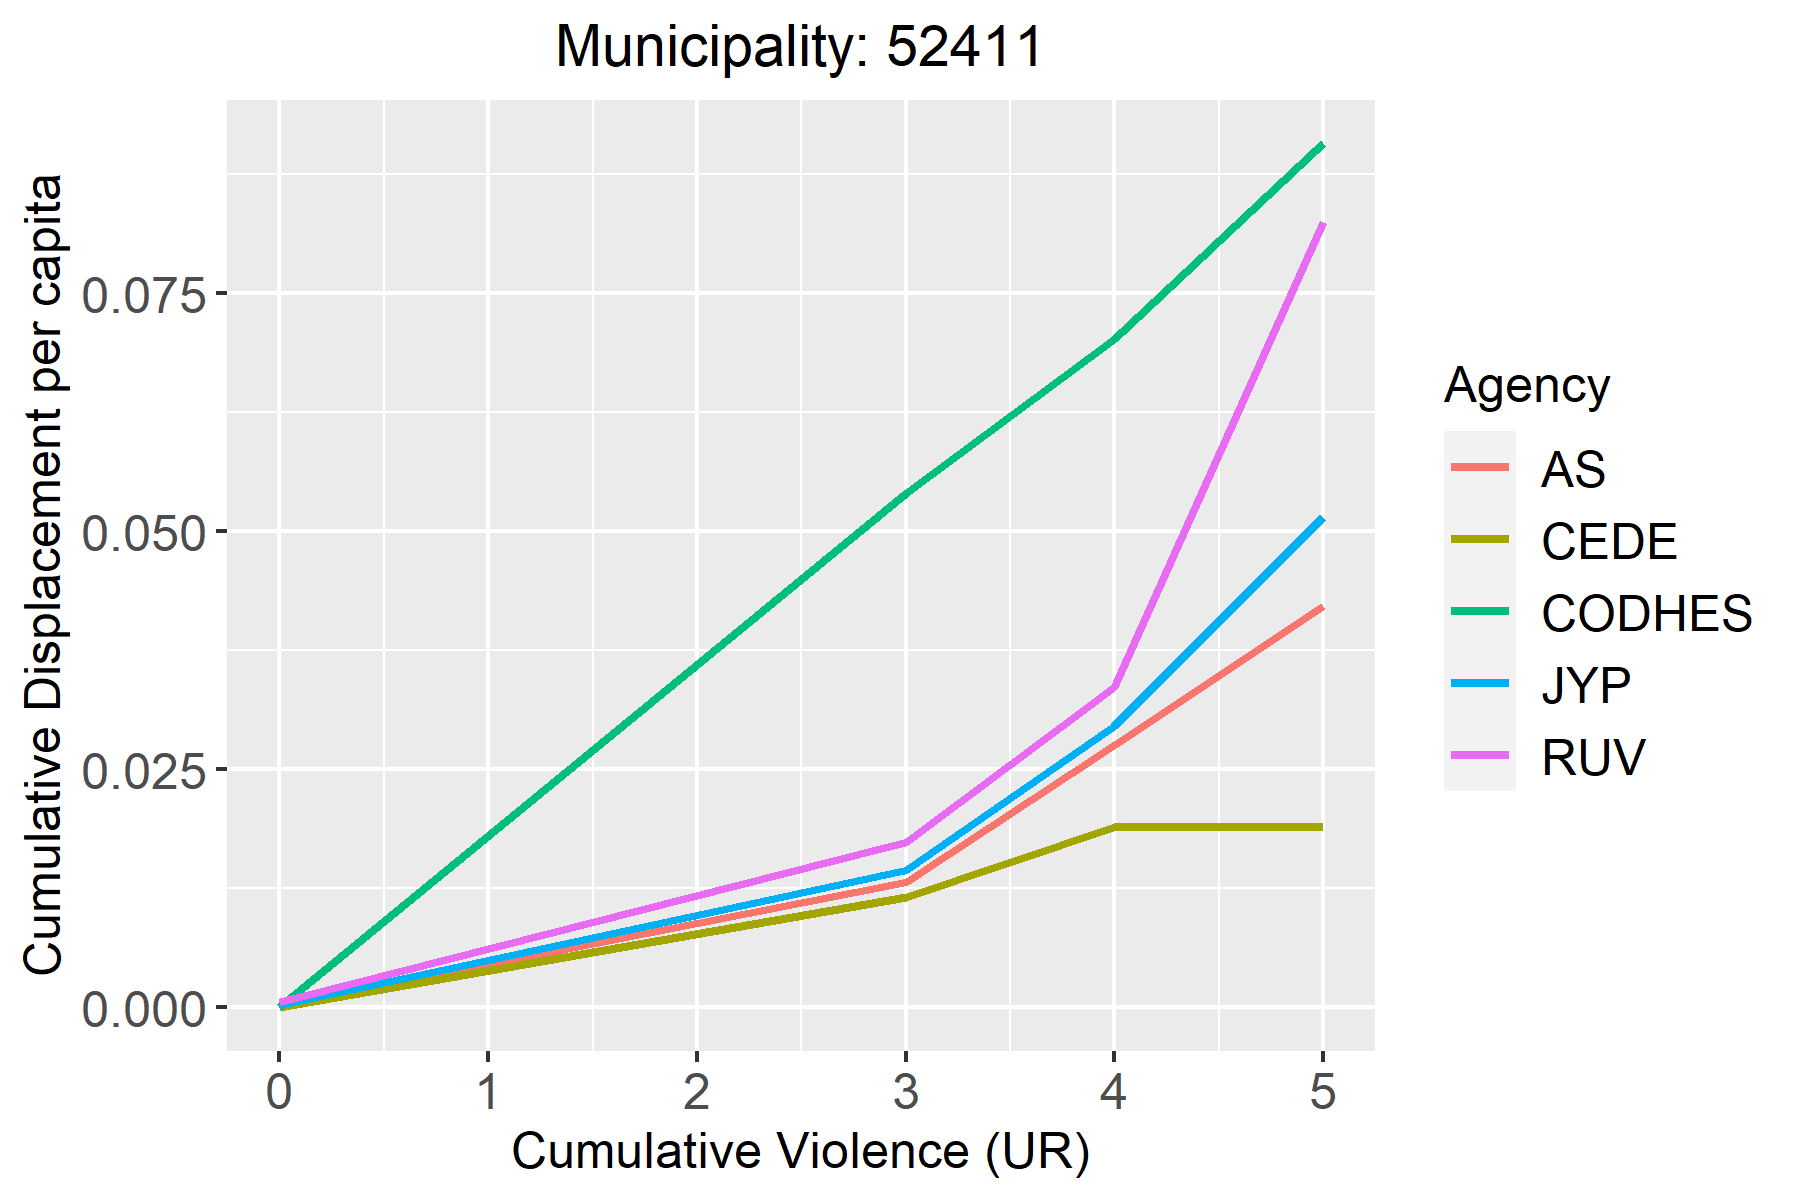 Municipality: 52411
Cumulative Displacement per capita
0.075
0.050
0.025
0.000
0 1 2 3 4 5
Cumulative Violence (UR)
Agency
AS
CEDE
CODHES
JYP
RUV